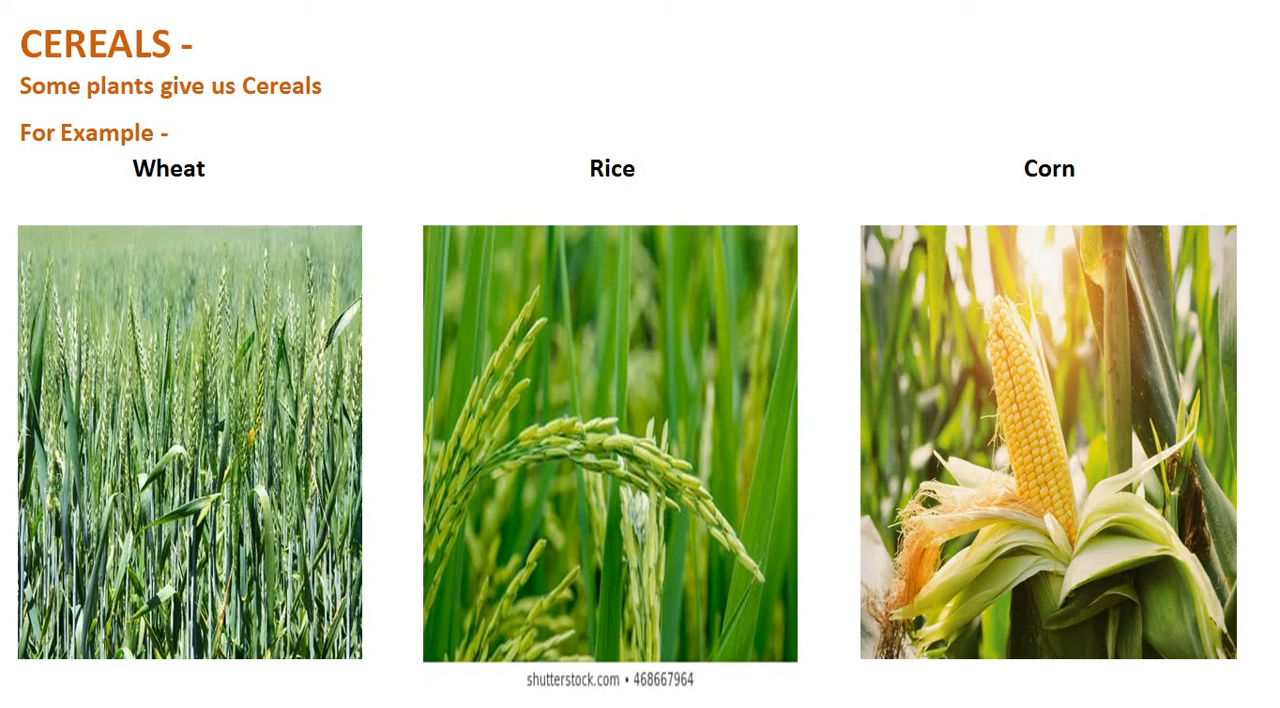 CEREALS -
Some plants give us Cereals
For Example -
Wheat Rice Corn
shutterstock.com • 468667964